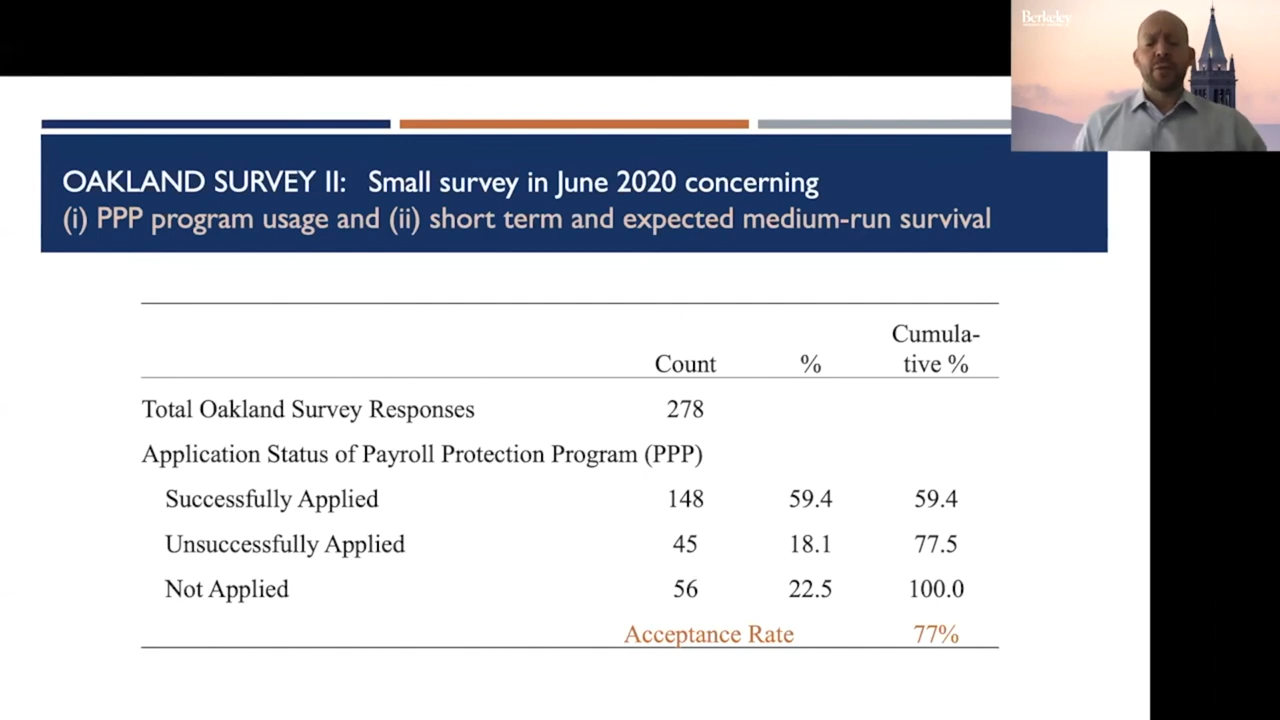 Berkeley
OAKLAND SURVEY II: Small survey in June 2020 concerning
(i) PPP program usage and (ii) short term and expected medium-run survival
Count % Cumula-
tive %
Total Oakland Survey Responses 278
Application Status of Payroll Protection Program (PPP)
Successfully Applied 148 59.4 59.4
Unsuccessfully Applied 45 18.1 77.5
Not Applied 56 22.5 100.0
Acceptance Rate 77%